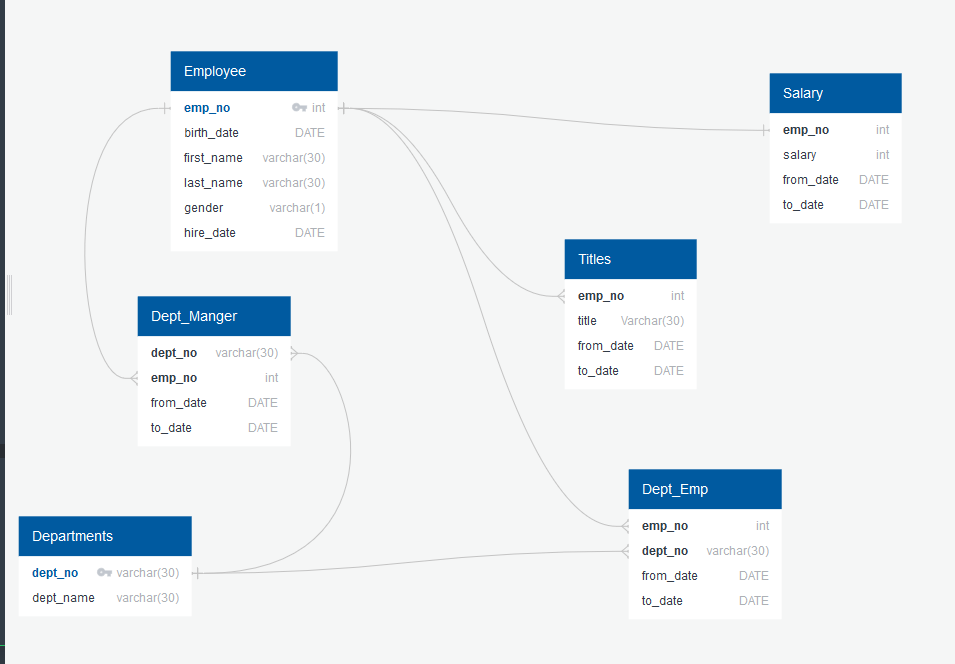 Employee
emp_no int
birth_date DATE
first_name varchar(30)
last_name varchar(30)
gender varchar(1)
hire_date DATE
Salary
emp_no int
salary int
from_date DATE
to_date DATE
Titles
emp_no int
title Varchar(30)
from_date DATE
to_date DATE
Dept_Manger
dept_no varchar(30)
emp_no int
from_date DATE
to_date DATE
Dept_Emp
emp_no int
dept_no varchar(30)
from_date DATE
to_date DATE
Departments
dept_no varchar(30)
dept_name varchar(30)